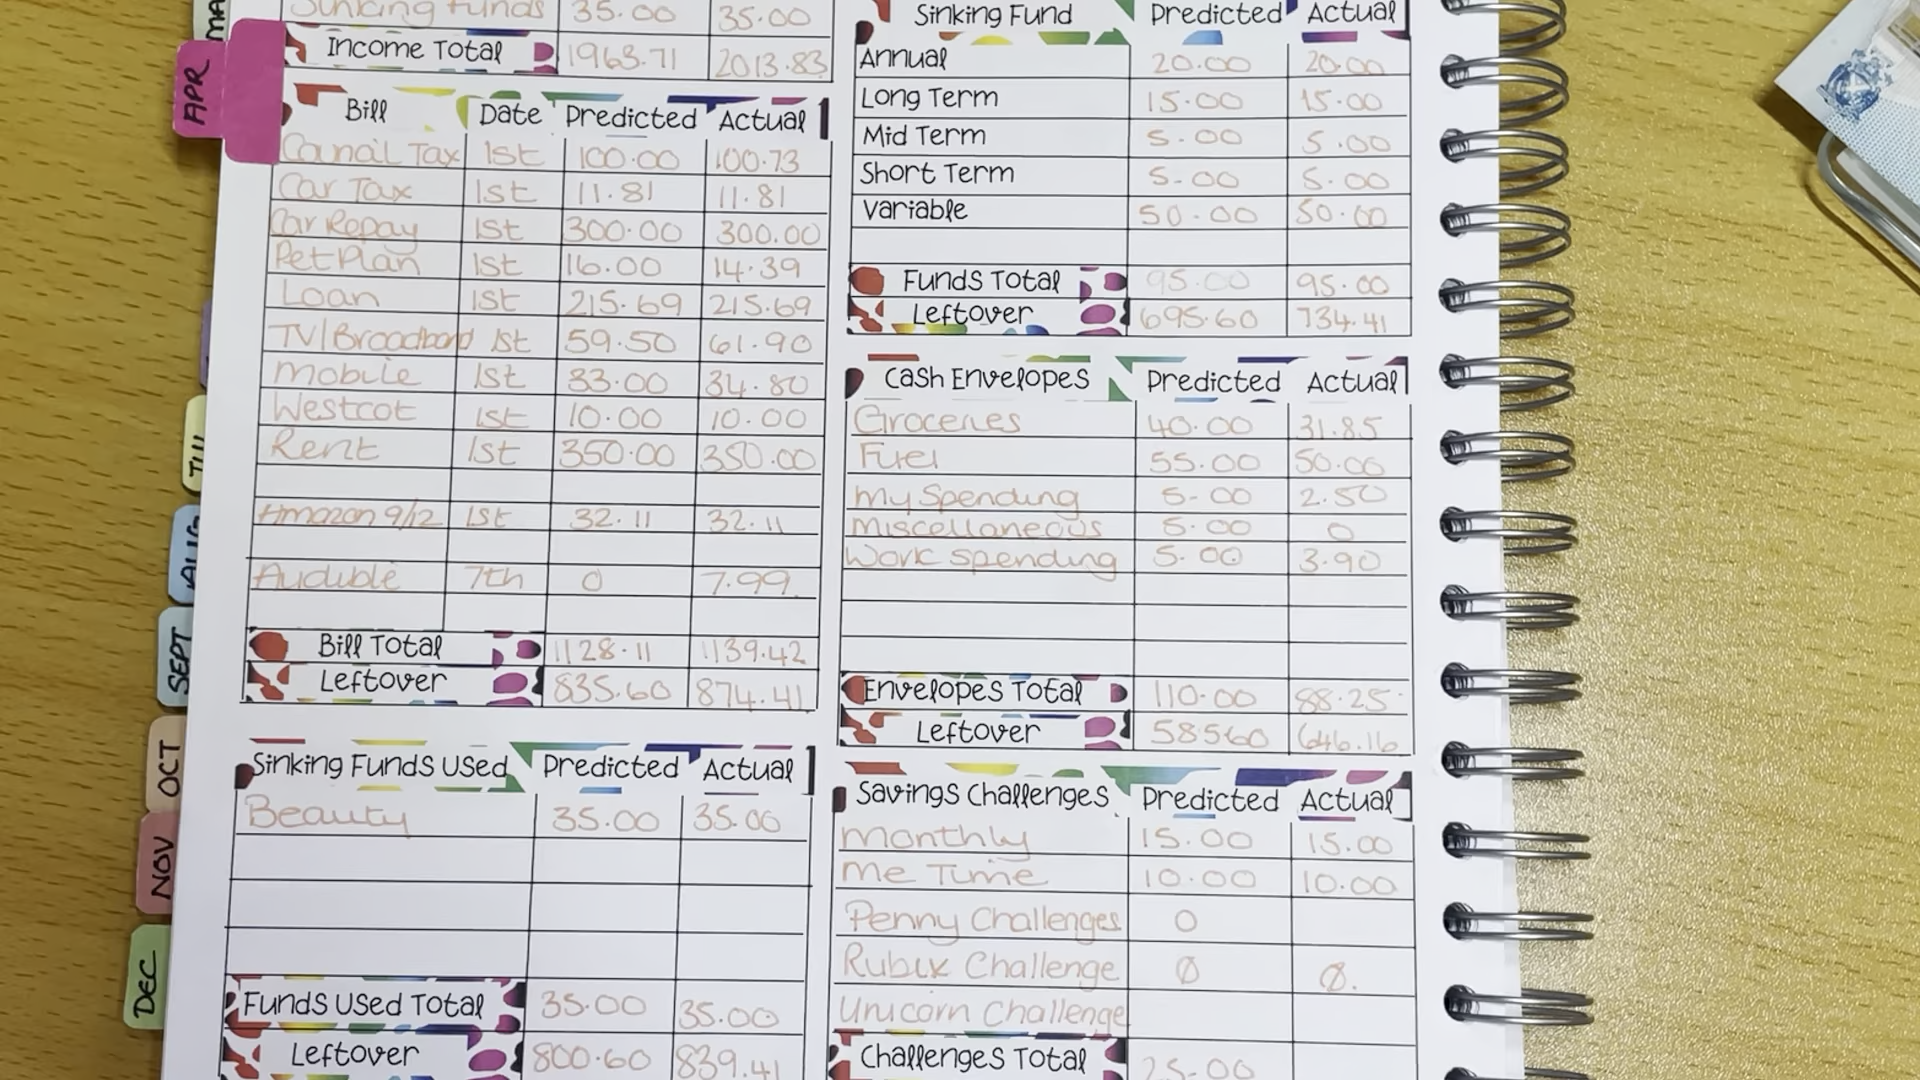 MA
APR
JUL
AUG
SEPT
OCT
NOV
DEC
Sinking Funds 35.00 35.00
Income Total 1963.71 2013.83
Bill Date Predicted Actual
Council Tax 1st 100.00 100.73
Car Tax 1st 11.81 11.81
Car Repay 1st 300.00 300.00
Pet Plan 1st 16.00 14.39
Loan 1st 215.69 215.69
TV|Broadband 1st 59.50 61.90
Mobile 1st 33.00 34.80
Westcot 1st 10.00 10.00
Rent 1st 350.00 350.00
Amazon 9/12 1st 32.11 32.11
Audible 7th 0 7.99
Bill Total 1128.11 1139.42
Leftover 835.60 874.41
Sinking Funds Used Predicted Actual
Beauty 35.00 35.00
Funds Used Total 35.00 35.00
Leftover 800.60 839.41
Sinking Fund Predicted Actual
Annual 20.00 20.00
Long Term 15.00 15.00
Mid Term 5.00 5.00
Short Term 5.00 5.00
Variable 50.00 50.00
Funds Total 95.00 95.00
Leftover 695.60 734.41
Cash Envelopes Predicted Actual
Groceries 40.00 31.85
Fuel 55.00 50.00
My Spending 5.00 2.50
Miscellaneous 5.00 0
Work Spending 5.00 3.90
Envelopes Total 110.00 88.25
Leftover 585.60 646.16
Savings Challenges Predicted Actual
Monthly 15.00 15.00
Me Time 10.00 10.00
Penny Challenges 0
Rubix Challenge 0 0.
Unicorn Challenge
Challenges Total 25.00